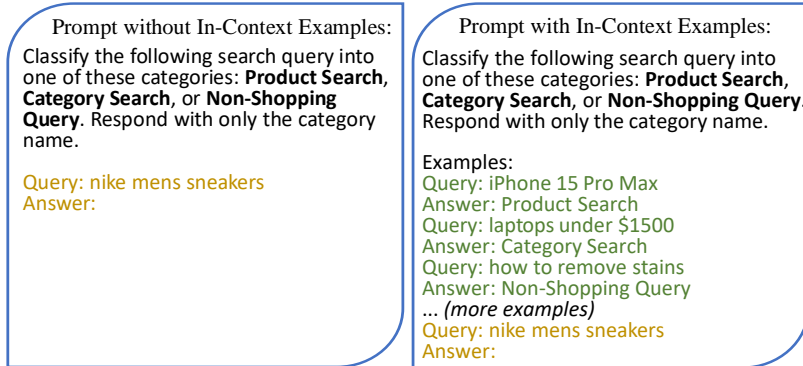 Prompt without In-Context Examples:
Classify the following search query into
one of these categories: Product Search,
Category Search, or Non-Shopping
Query. Respond with only the category
name.
Query: nike mens sneakers
Answer:
Prompt with In-Context Examples:
Classify the following search query into
one of these categories: Product Search,
Category Search, or Non-Shopping Query.
Respond with only the category name.
Examples:
Query: iPhone 15 Pro Max
Answer: Product Search
Query: laptops under $1500
Answer: Category Search
Query: how to remove stains
Answer: Non-Shopping Query
... (more examples)
Query: nike mens sneakers
Answer: